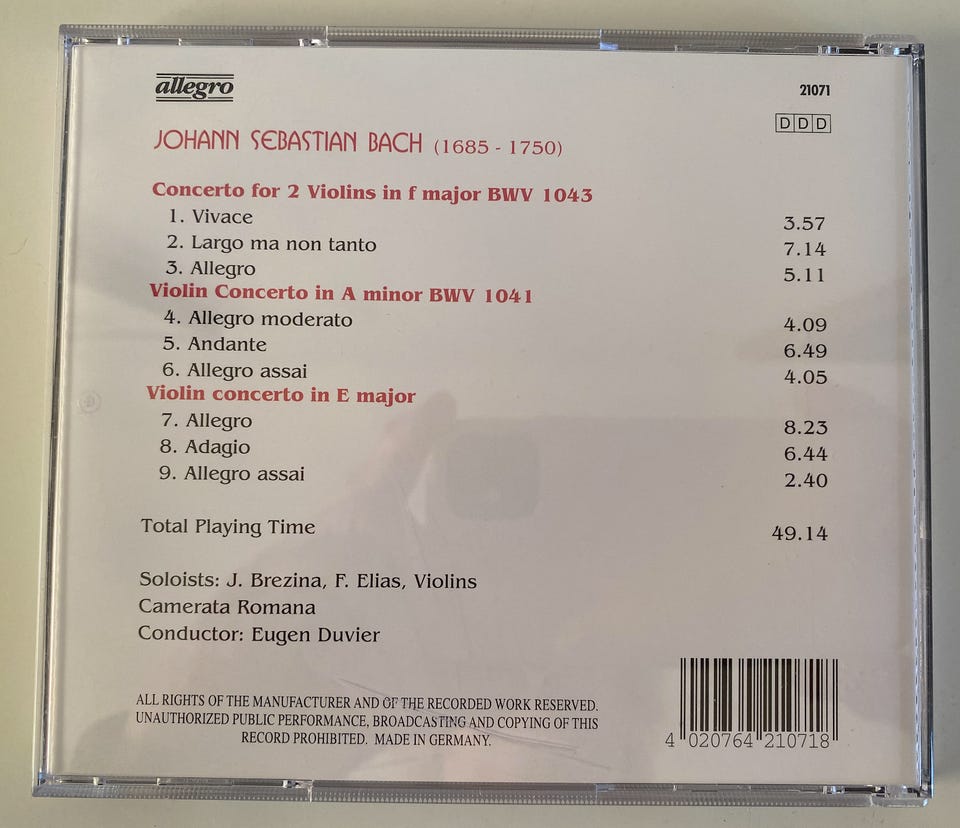 allegro
21071
DDD
JOHANN SEBASTIAN BACH (1685 - 1750)
Concerto for 2 Violins in f major BWV 1043
1. Vivace 3.57
2. Largo ma non tanto 7.14
3. Allegro 5.11
Violin Concerto in A minor BWV 1041
4. Allegro moderato 4.09
5. Andante 6.49
6. Allegro assai 4.05
Violin concerto in E major
7. Allegro 8.23
8. Adagio 6.44
9. Allegro assai 2.40
Total Playing Time 49.14
Soloists: J. Brezina, F. Elias, Violins
Camerata Romana
Conductor: Eugen Duvier
ALL RIGHTS OF THE MANUFACTURER AND OF THE RECORDED WORK RESERVED.
UNAUTHORIZED PUBLIC PERFORMANCE, BROADCASTING AND COPYING OF THIS
RECORD PROHIBITED. MADE IN GERMANY.
4 020764 210718